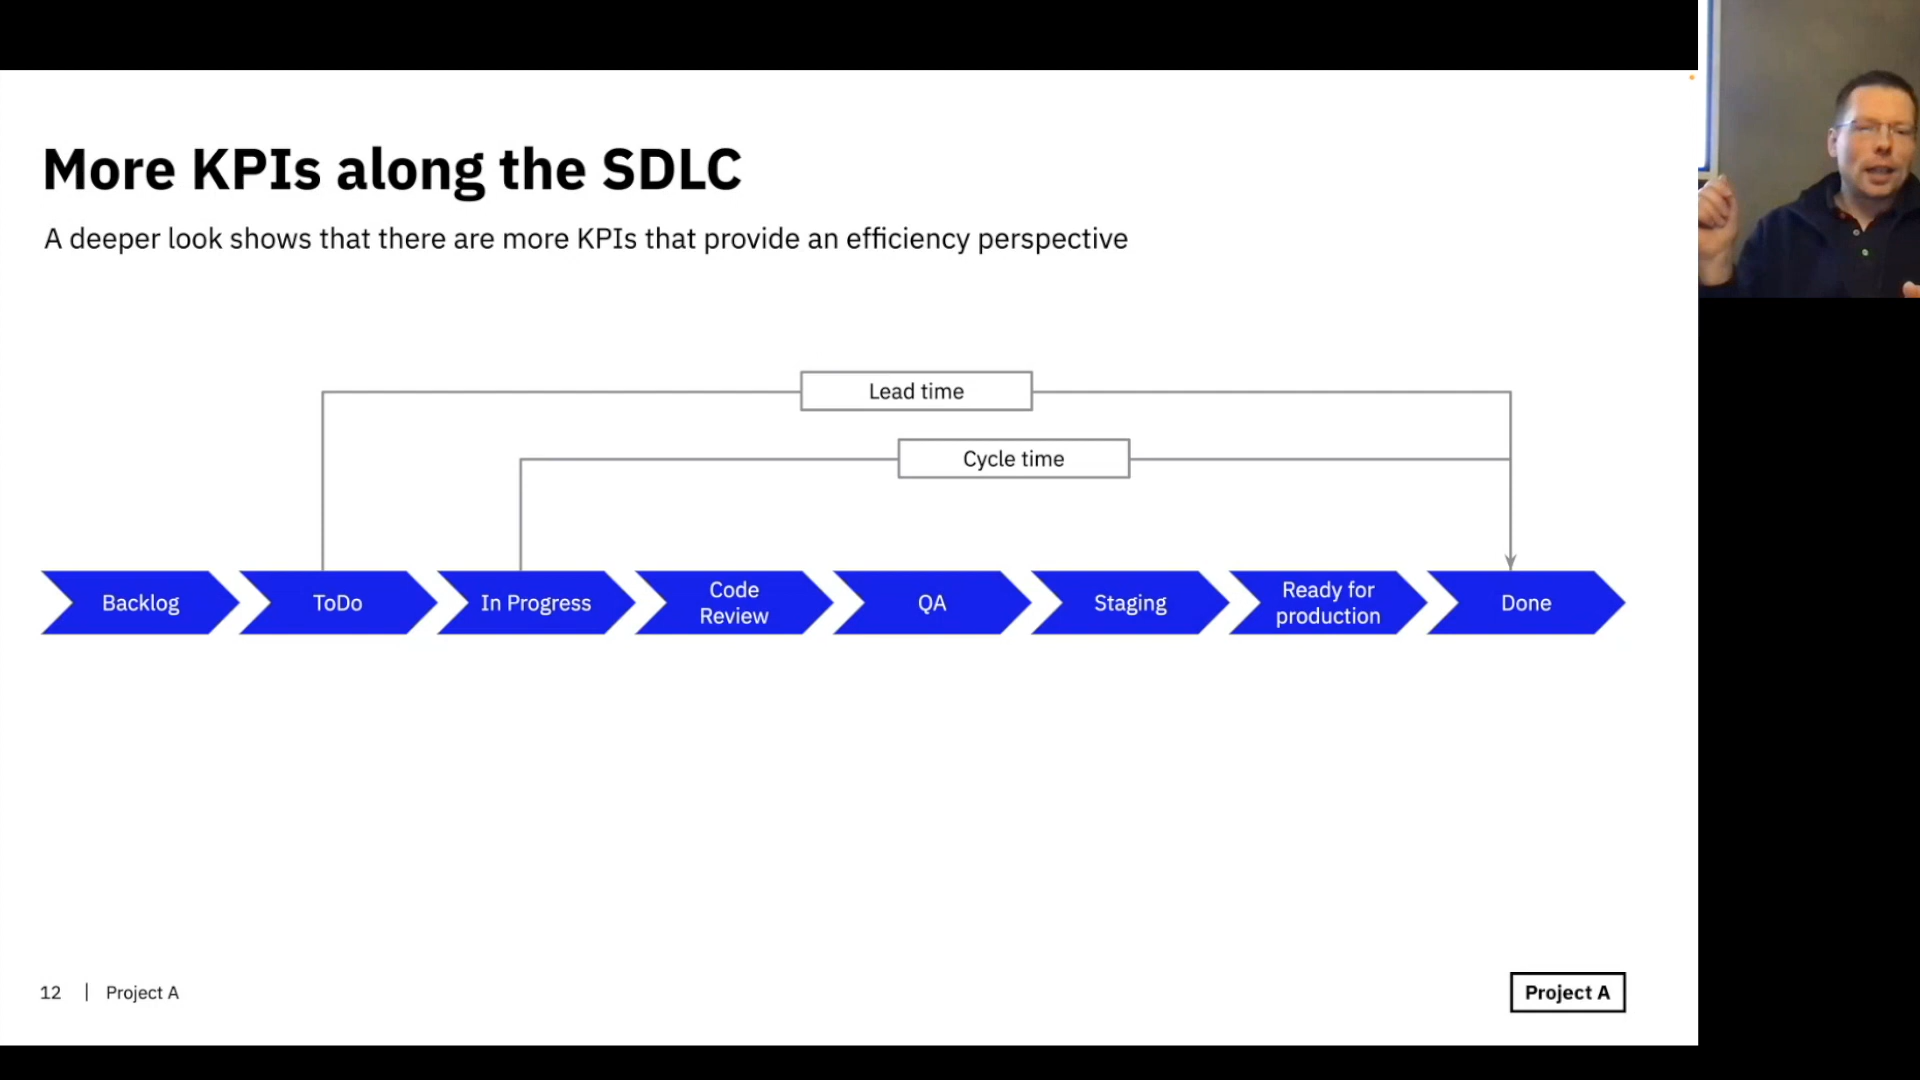 More KPIs along the SDLC
A deeper look shows that there are more KPIs that provide an efficiency perspective
Lead time
Cycle time
Backlog
ToDo
In Progress
Code
Review
QA
Staging
Ready for
production
Done
12 | Project A
Project A